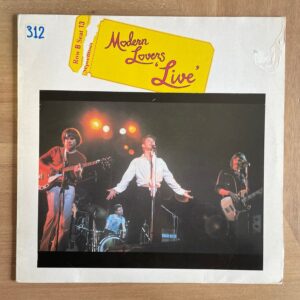 312
Row B Seat 13
Modern
Lovers
'Live'